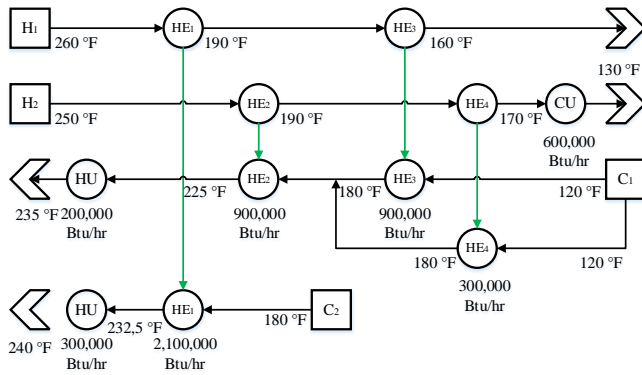 H1 HE1 HE3
260 °F 190 °F 160 °F
130 °F
H2 HE2 HE4 CU
250 °F 190 °F 170 °F
600,000
Btu/hr
HU HE2 HE3 C1
235 °F 225 °F 180 °F 120 °F
200,000 900,000 900,000
Btu/hr Btu/hr Btu/hr
HE4
180 °F 120 °F
300,000
Btu/hr
HU HE1 C2
232,5 °F 180 °F
240 °F
300,000 2,100,000
Btu/hr Btu/hr